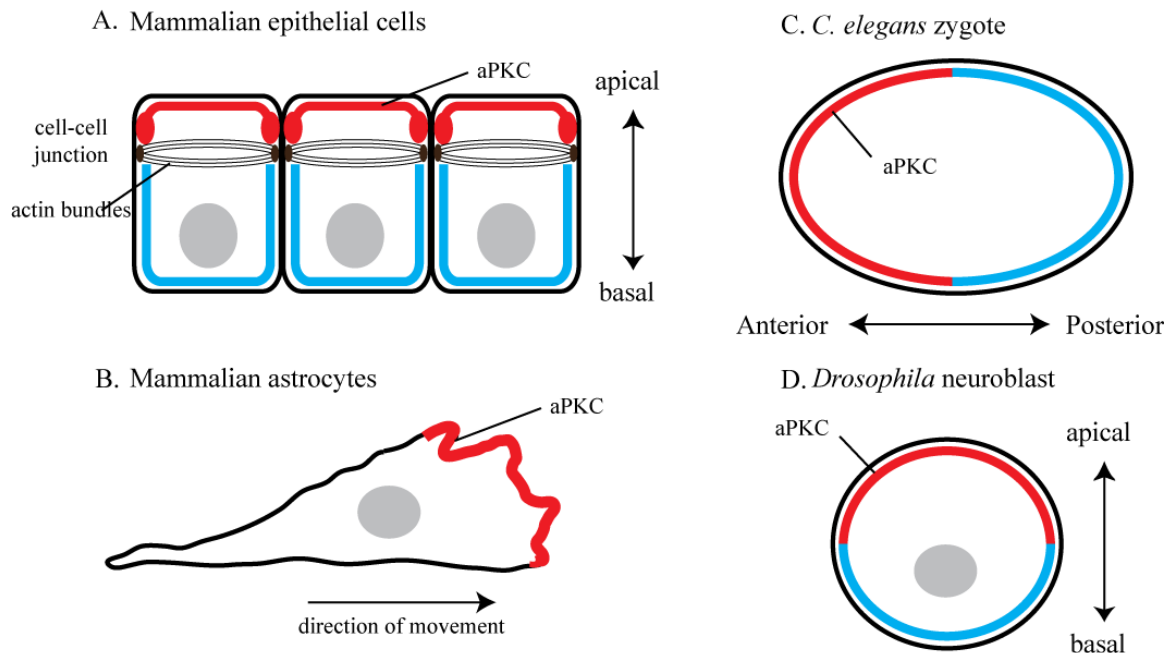 A. Mammalian epithelial cells
aPKC
apical
cell-cell
junction
actin bundles
basal
B. Mammalian astrocytes
aPKC
direction of movement
C. C. elegans zygote
aPKC
Anterior
Posterior
D. Drosophila neuroblast
aPKC
apical
basal